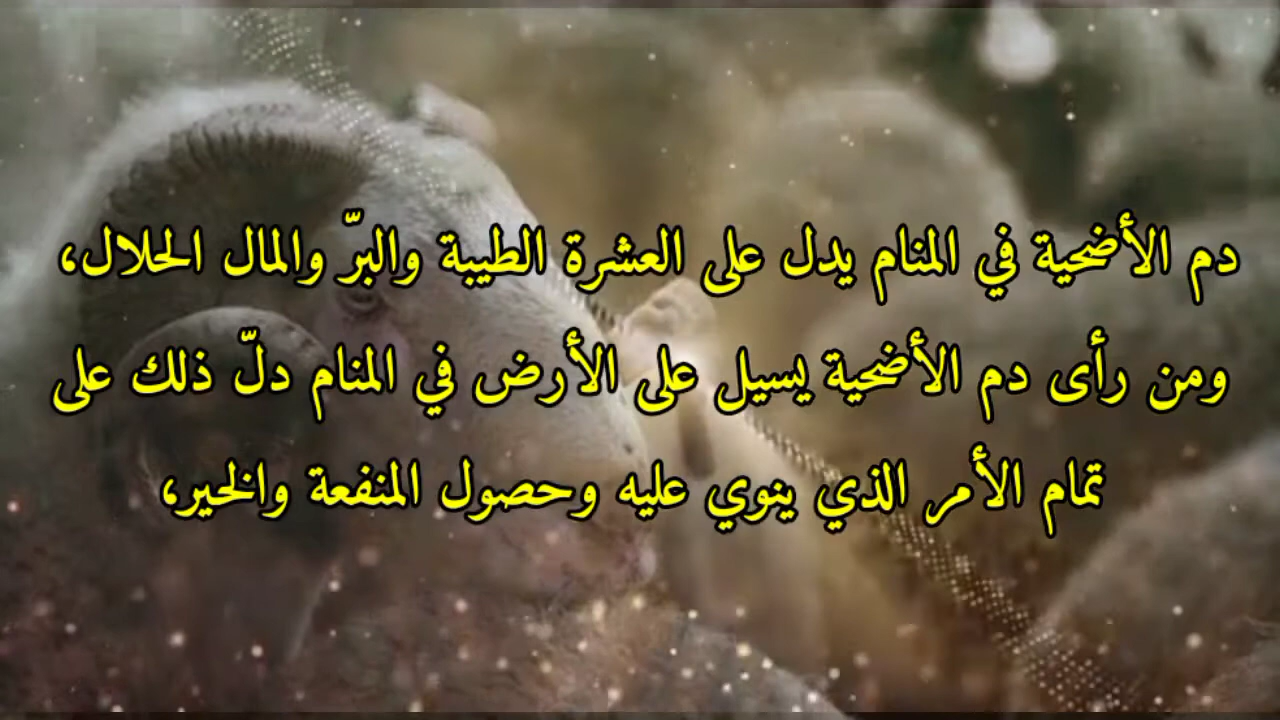 دم الأضحية في المنام يدل على العشرة الطيبة والبرّ والمال الحلال،
ومن رأى دم الأضحية يسيل على الأرض في المنام دلّ ذلك على
تمام الأمر الذي ينوي عليه وحصول المنفعة والخير،